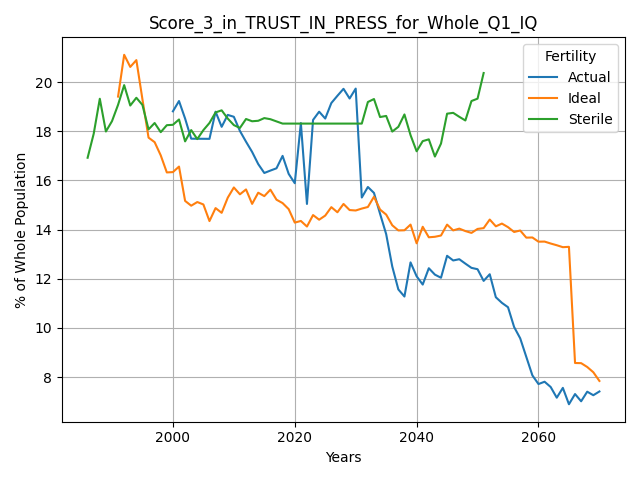 Score_3_in_TRUST_IN_PRESS_for_Whole_Q1_IQ
Fertility
Actual
Ideal
Sterile
% of Whole Population
20
18
16
14
12
10
8
2000
2020
2040
2060
Years